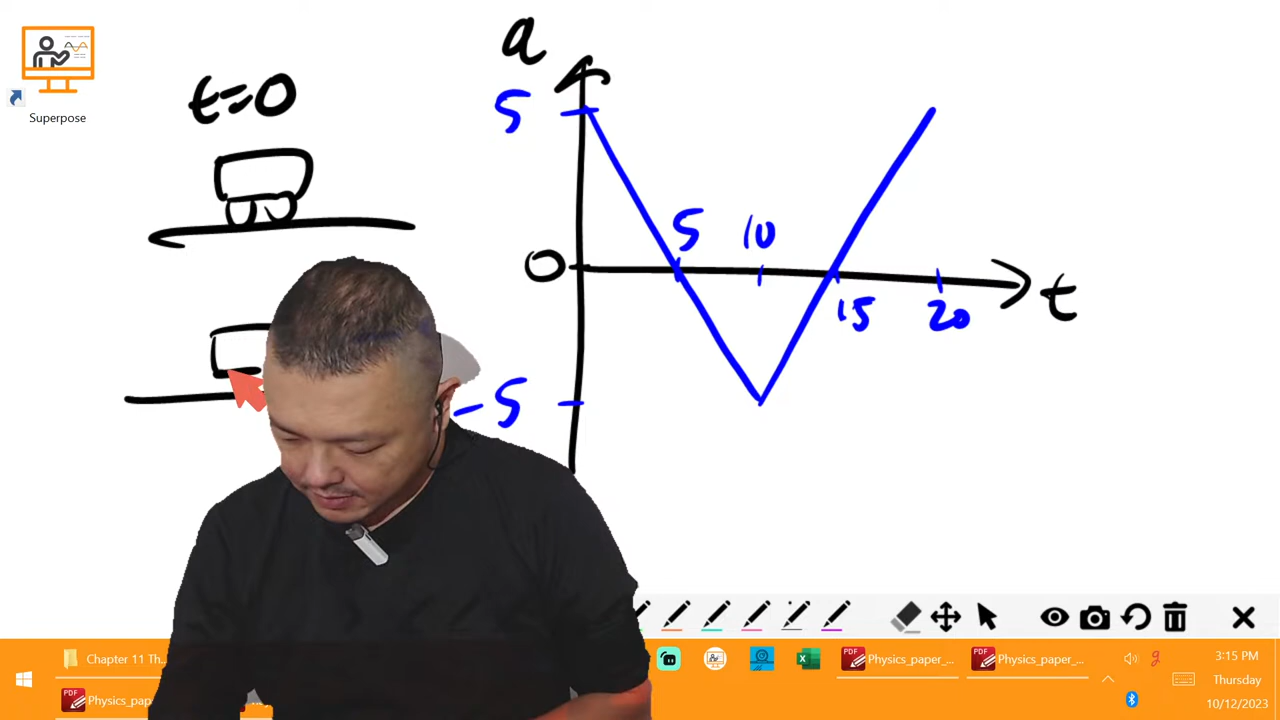 Superpose
t=0
a
5
0
5
10
15
20
t
-5
Chapter 11 Th...
Physics_paper_...
Physics_paper_...
3:15 PM
Thursday
10/12/2023
Physics_pap